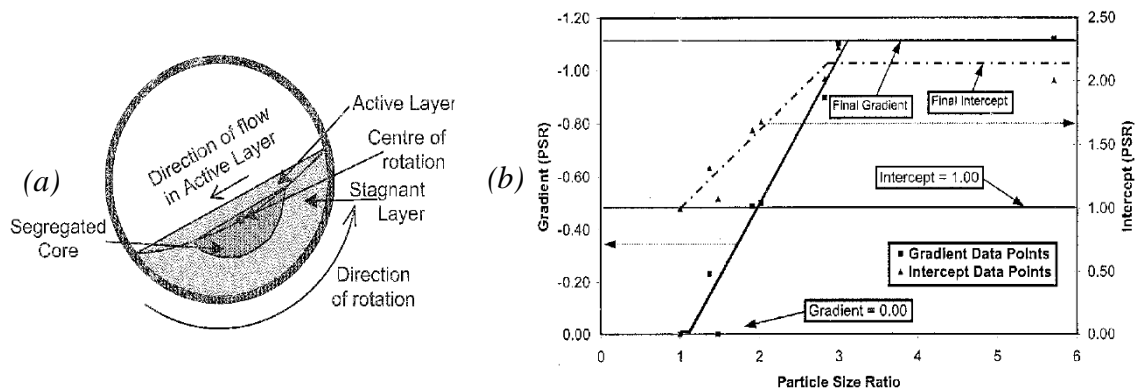 (a)
Active Layer
Centre of
rotation
Direction of flow
in Active Layer
Stagnant
Layer
Segregated
Core
Direction
of rotation
(b)
Gradient (PSR)
-1.20
-1.00
-0.80
-0.60
-0.40
-0.20
0.00
Final Gradient
Final Intercept
Intercept = 1.00
Gradient Data Points
Intercept Data Points
Gradient = 0.00
2.50
2.00
1.50
1.00
0.50
0.00
Intercept (PSR)
0 1 2 3 4 5 6
Particle Size Ratio